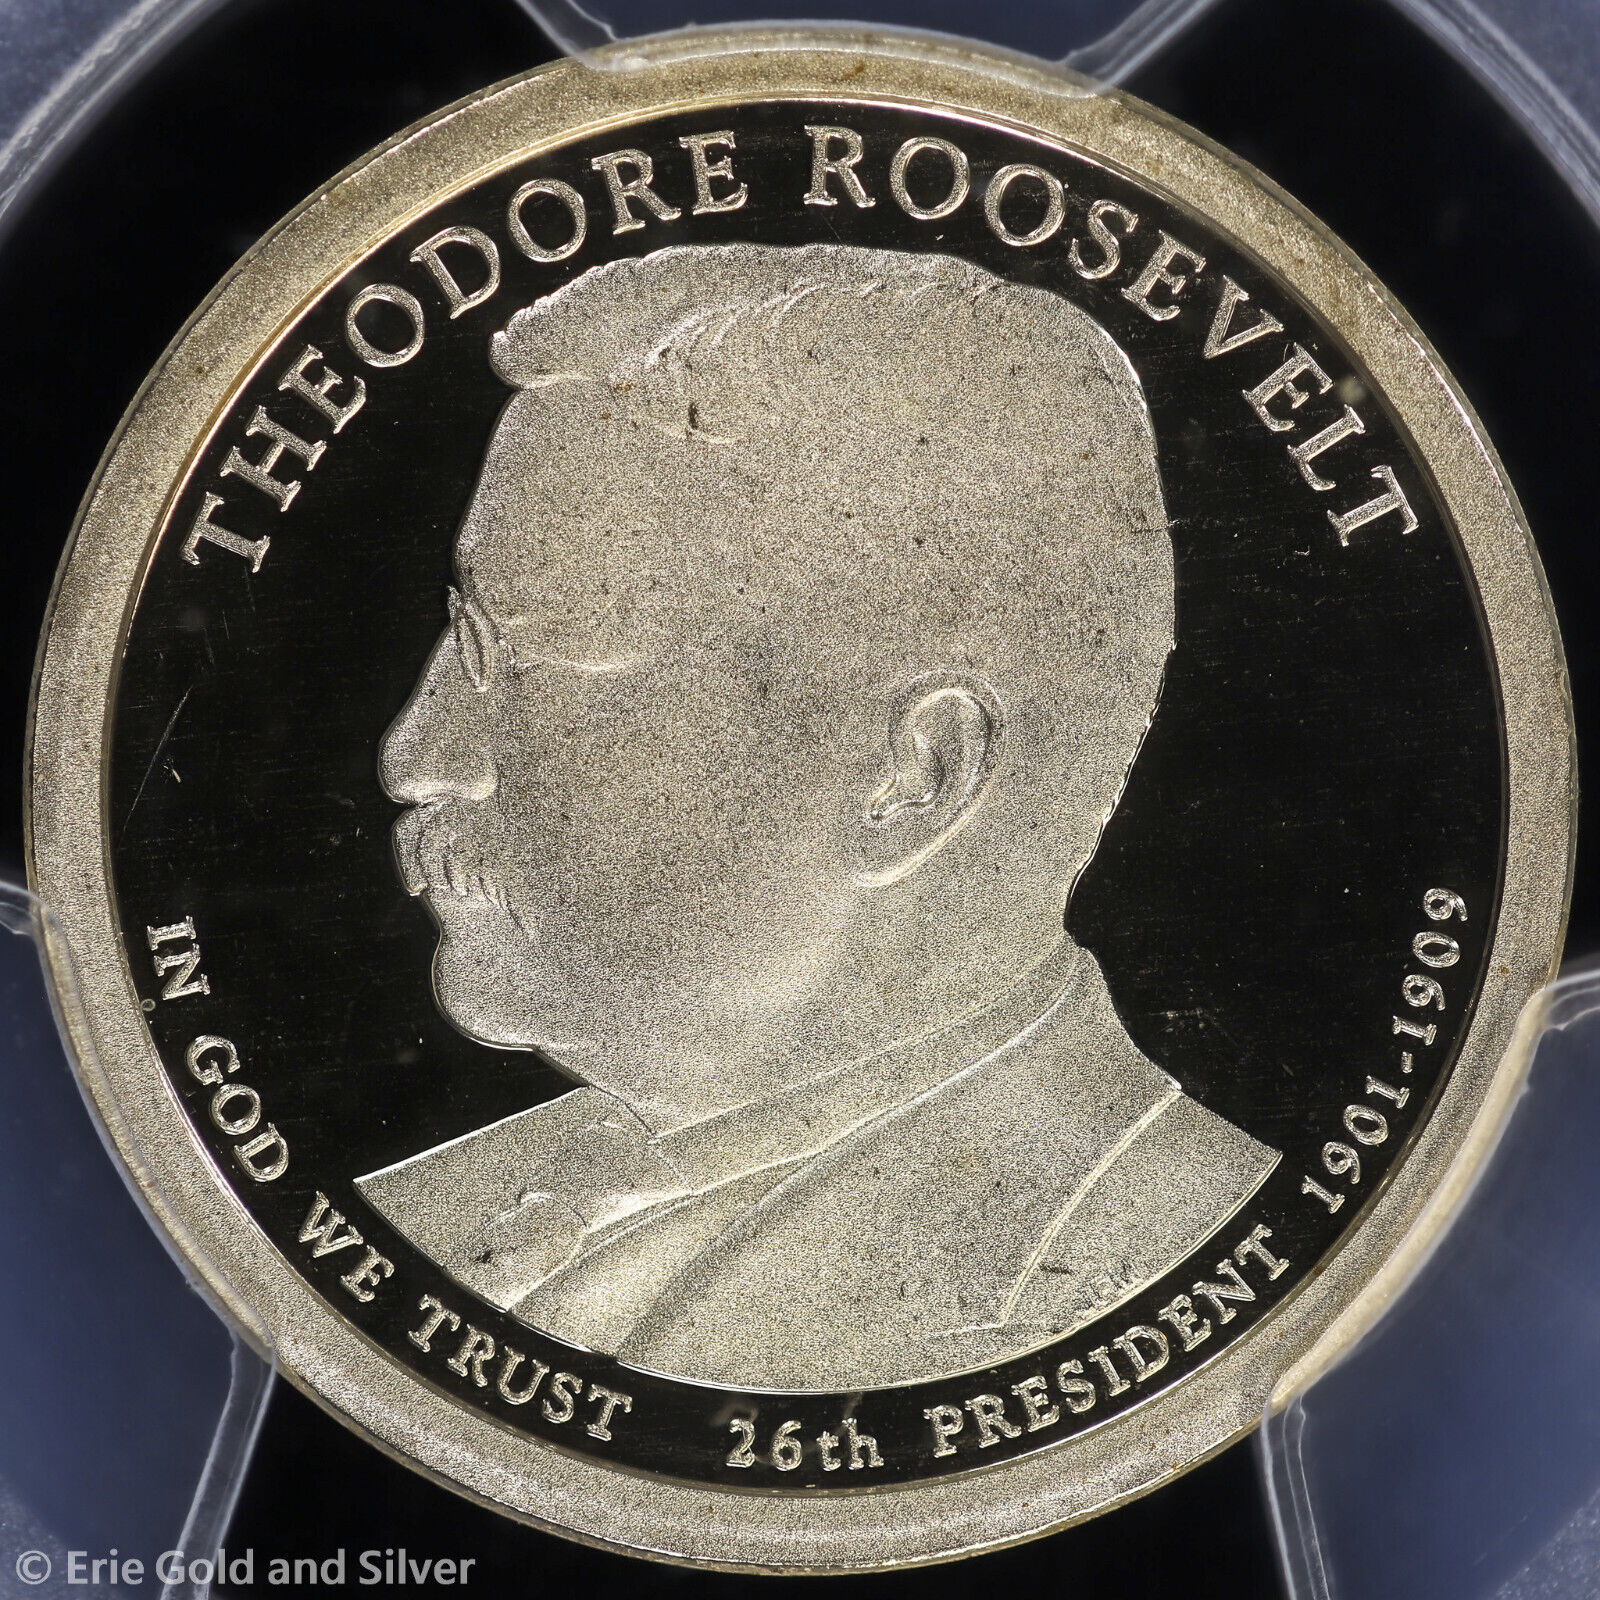 THEODORE ROOSEVELT
IN GOD WE TRUST
26th PRESIDENT 1901-1909
© Erie Gold and Silver